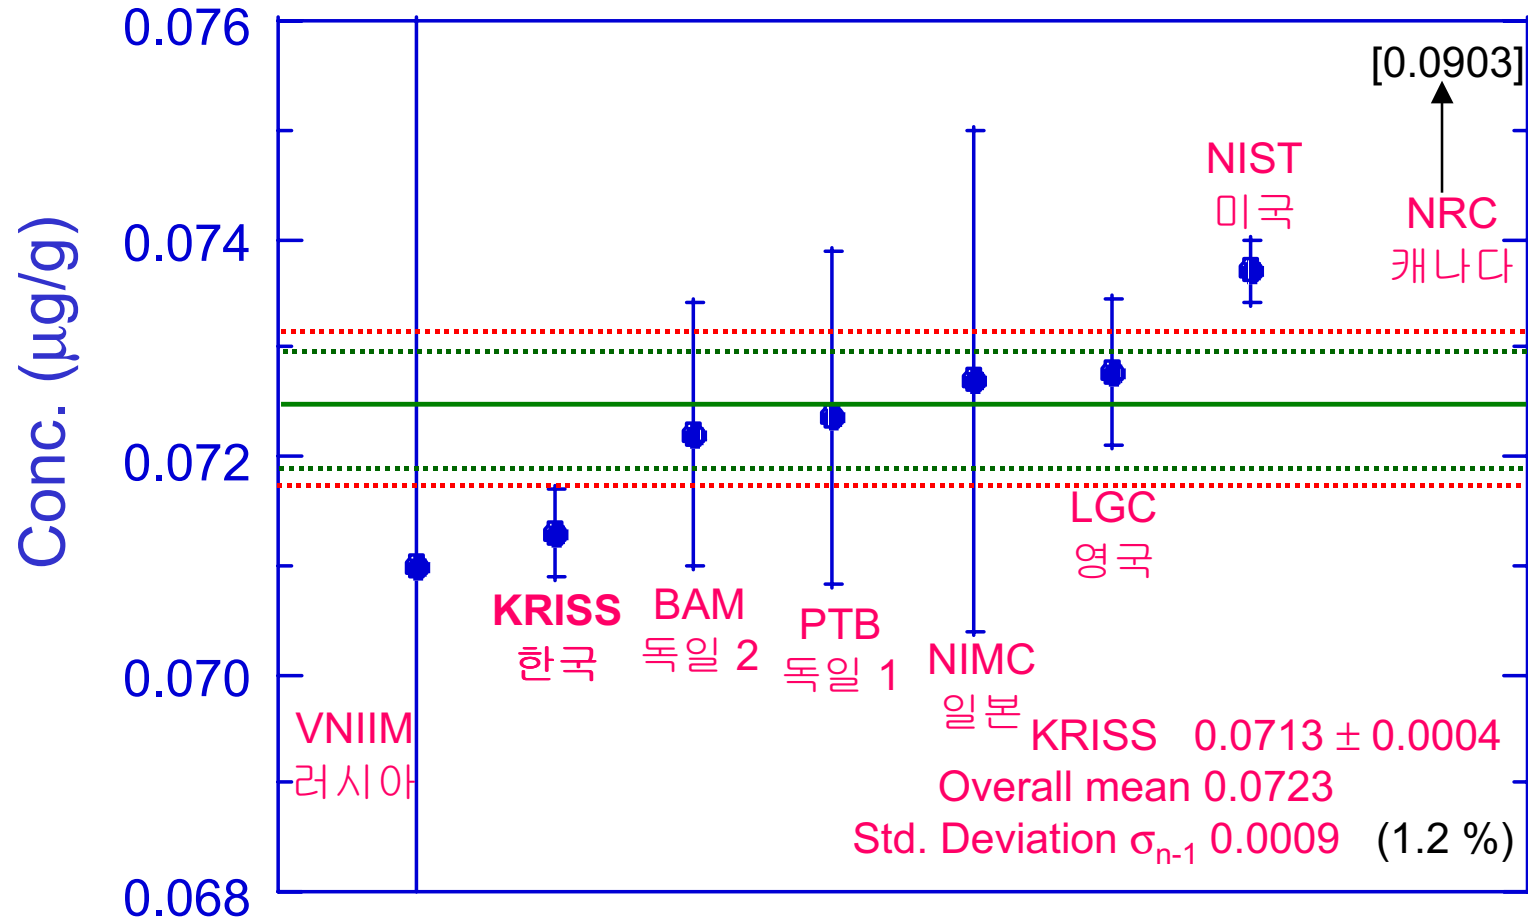 Conc. (μg/g)
0.076
0.074
0.072
0.070
0.068
[0.0903]
NIST
미국
NRC
캐나다
LGC
영국
KRISS
한국
BAM
독일 2
PTB
독일 1
NIMC
일본
VNIIM
러시아
KRISS 0.0713 ± 0.0004
Overall mean 0.0723
Std. Deviation σn-1 0.0009 (1.2 %)